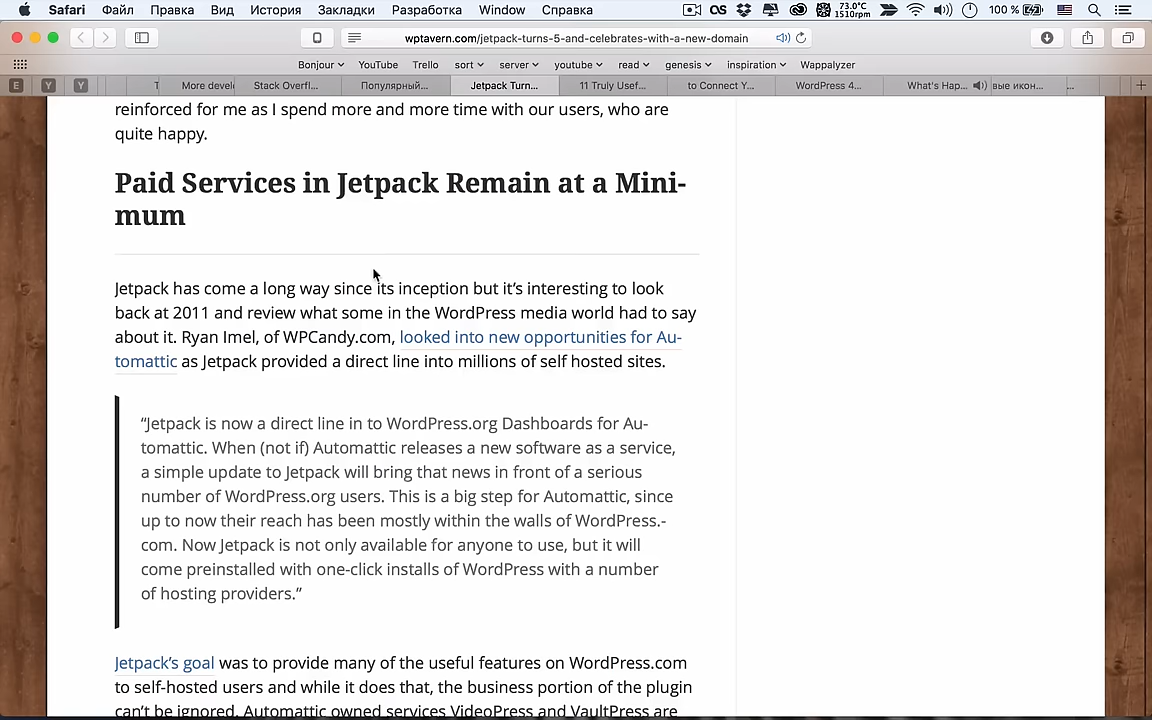 Safari Файл Правка Вид История Закладки Разработка Window Справка 73.0°C 1510rpm 100 %
wptavern.com/jetpack-turns-5-and-celebrates-with-a-new-domain
Bonjour YouTube Trello sort server youtube read genesis inspiration Wappalyzer
E Y Y T More devel Stack Overfl... Популярный... Jetpack Turn... 11 Truly Usef... to Connect Y... WordPress 4... What's Hap... вые икон... ...
reinforced for me as I spend more and more time with our users, who are
quite happy.
Paid Services in Jetpack Remain at a Mini-
mum
Jetpack has come a long way since its inception but it’s interesting to look
back at 2011 and review what some in the WordPress media world had to say
about it. Ryan Imel, of WPCandy.com, looked into new opportunities for Au-
tomattic as Jetpack provided a direct line into millions of self hosted sites.
“Jetpack is now a direct line in to WordPress.org Dashboards for Au-
tomattic. When (not if) Automattic releases a new software as a service,
a simple update to Jetpack will bring that news in front of a serious
number of WordPress.org users. This is a big step for Automattic, since
up to now their reach has been mostly within the walls of WordPress.-
com. Now Jetpack is not only available for anyone to use, but it will
come preinstalled with one-click installs of WordPress with a number
of hosting providers.”
Jetpack’s goal was to provide many of the useful features on WordPress.com
to self-hosted users and while it does that, the business portion of the plugin
can’t be ignored. Automattic owned services VideoPress and VaultPress are